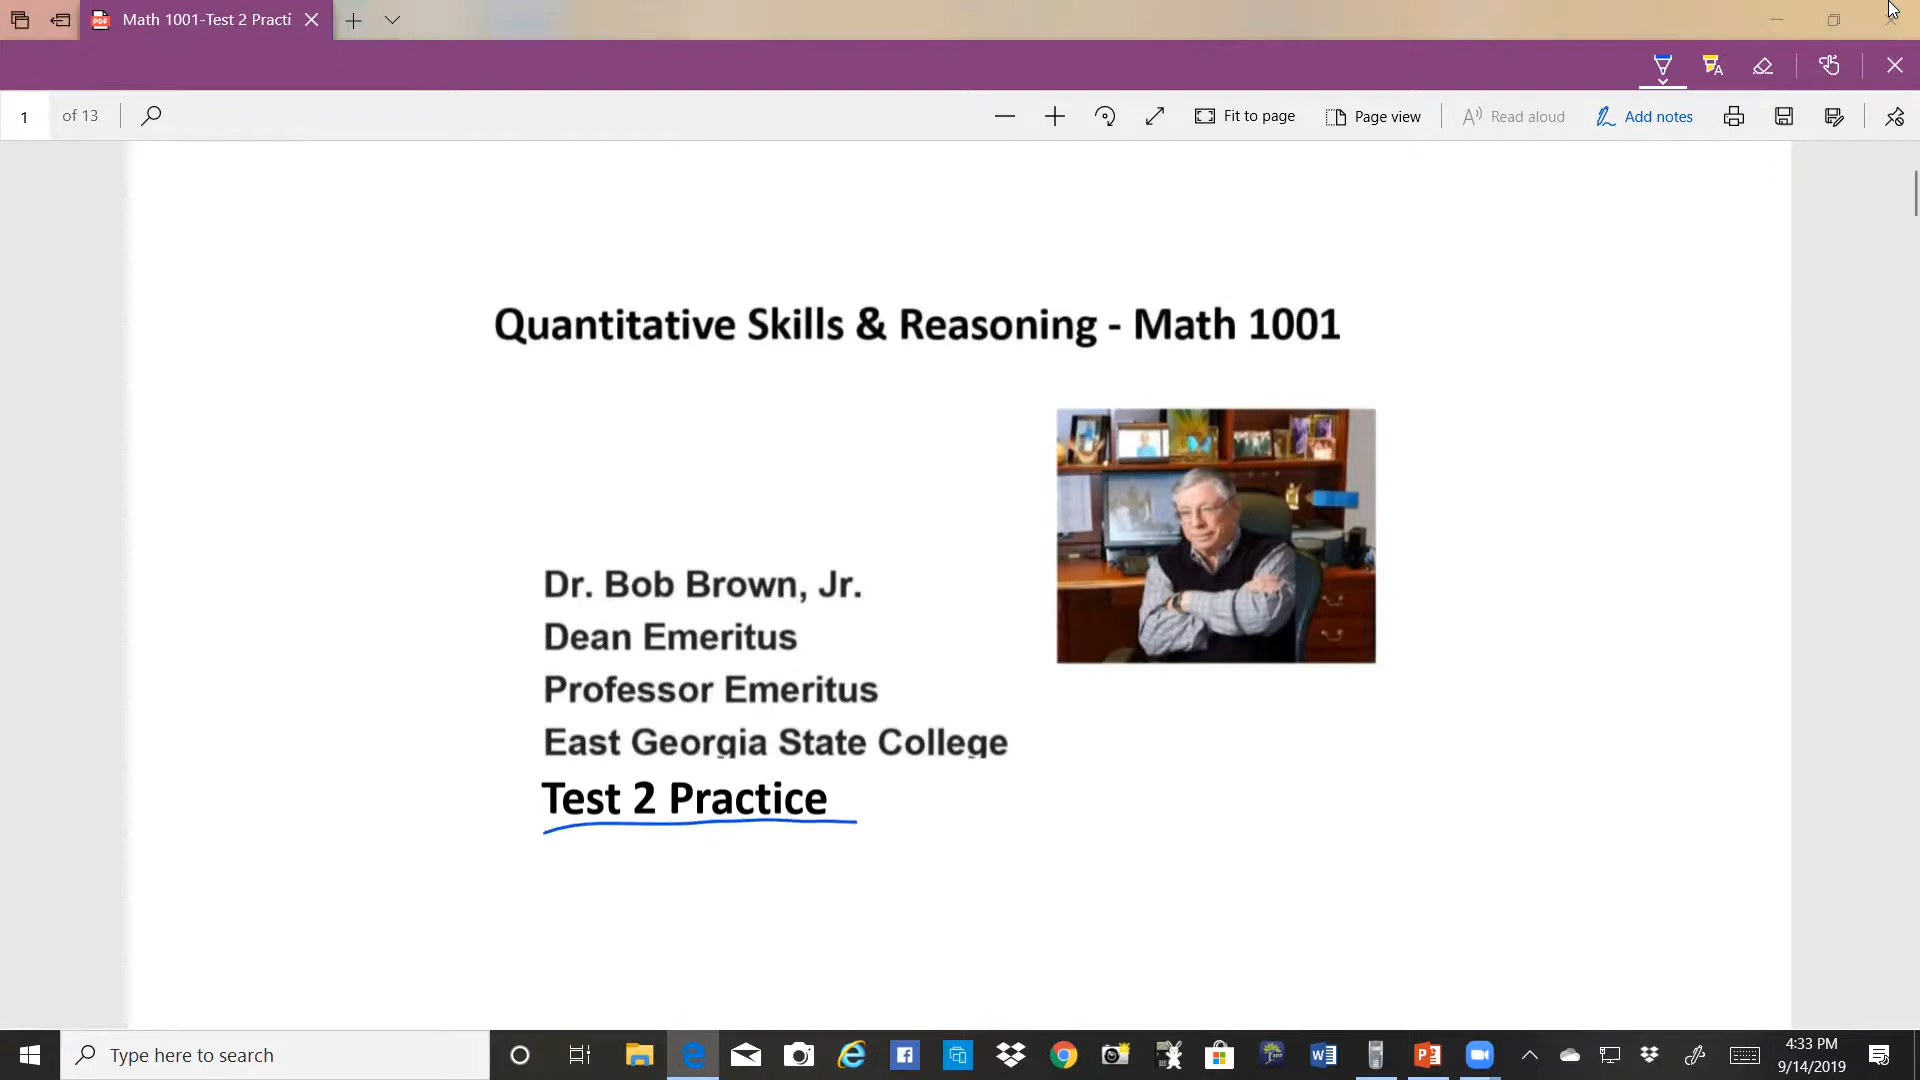 Math 1001-Test 2 Practi
1 of 13
Fit to page
Page view
Read aloud
Add notes
Quantitative Skills & Reasoning - Math 1001
Dr. Bob Brown, Jr.
Dean Emeritus
Professor Emeritus
East Georgia State College
Test 2 Practice
Type here to search
4:33 PM
9/14/2019